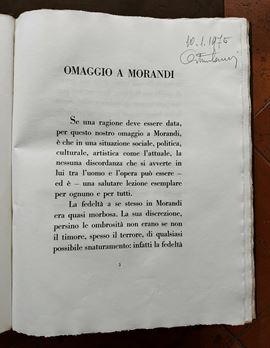 10.1.1975
OMAGGIO A MORANDI
Se una ragione deve essere data,
per questo nostro omaggio a Morandi,
è che in una situazione sociale, politica,
culturale, artistica come l'attuale, la
nessuna discordanza che si avverte in
lui tra l'uomo e l'opera può essere –
ed è – una salutare lezione esemplare
per ognuno e per tutti.
La fedeltà a se stesso in Morandi
era quasi morbosa. La sua discrezione,
persino le ombrosità non erano se non
il timore, spesso il terrore, di qualsiasi
possibile snaturamento: infatti la fedeltà
5